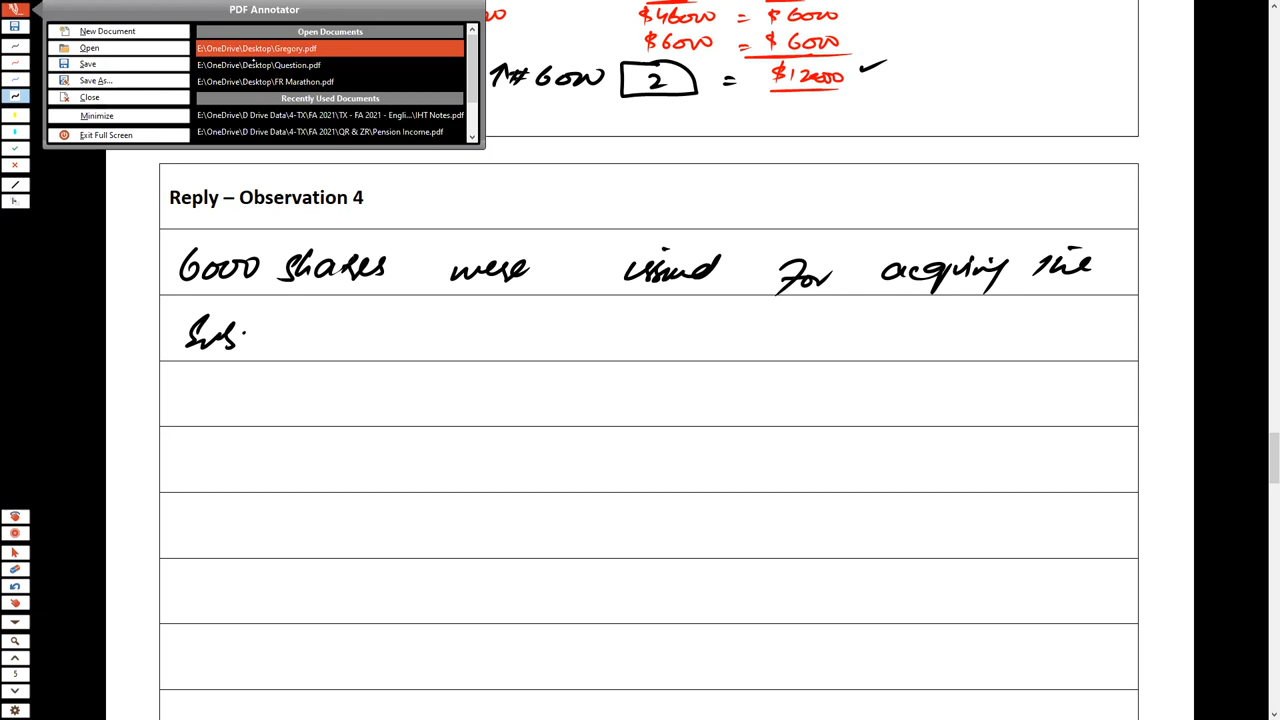 PDF Annotator
New Document
Open
Save
Save As...
Close
Minimize
Exit Full Screen
Open Documents
E:\OneDrive\Desktop\Gregory.pdf
E:\OneDrive\Desktop\Question.pdf
E:\OneDrive\Desktop\FR Marathon.pdf
Recently Used Documents
E:\OneDrive\D Drive Data\4-TX\FA 2021\TX - FA 2021 - Engli...\IHT Notes.pdf
E:\OneDrive\D Drive Data\4-TX\FA 2021\QR & ZR\Pension Income.pdf
$46000 = $6000
$6000 = $6000
↑# 6000 2 = $12000 ✓
Reply – Observation 4
6000 shares were issued for acquiring the
Subs.
5